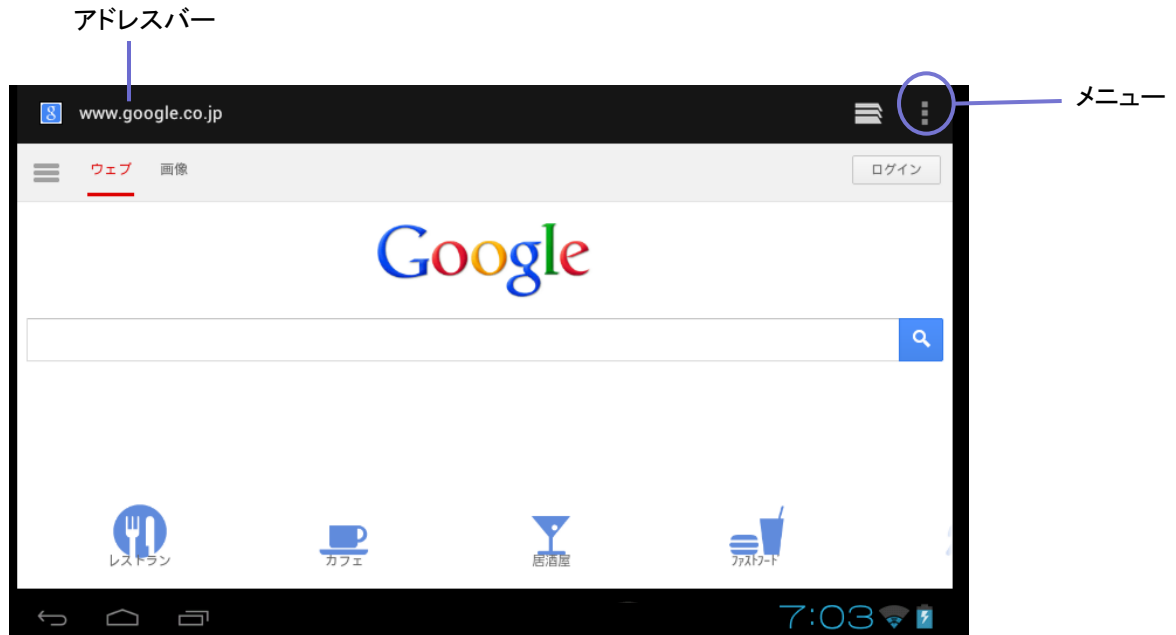 アドレスバー
メニュー
www.google.co.jp
ウェブ 画像 ログイン
Google
レストラン カフェ 居酒屋 ファストフード
7:03